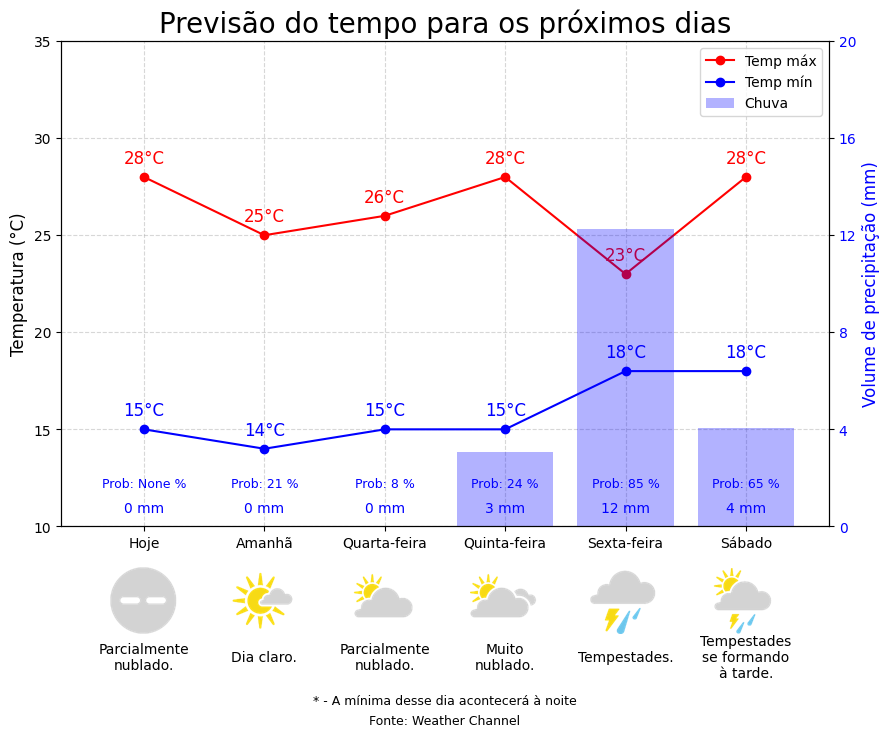 Previsão do tempo para os próximos dias
35
30
25
20
15
10
Temperatura (°C)
20
16
12
8
4
0
Volume de precipitação (mm)
Temp máx
Temp mín
Chuva
28°C
25°C
26°C
28°C
23°C
28°C
15°C
14°C
15°C
15°C
18°C
18°C
Prob: None %
Prob: 21 %
Prob: 8 %
Prob: 24 %
Prob: 85 %
Prob: 65 %
0 mm
0 mm
0 mm
3 mm
12 mm
4 mm
Hoje
Amanhã
Quarta-feira
Quinta-feira
Sexta-feira
Sábado
Parcialmente
nublado.
Dia claro.
Parcialmente
nublado.
Muito
nublado.
Tempestades.
Tempestades
se formando
à tarde.
* - A mínima desse dia acontecerá à noite
Fonte: Weather Channel